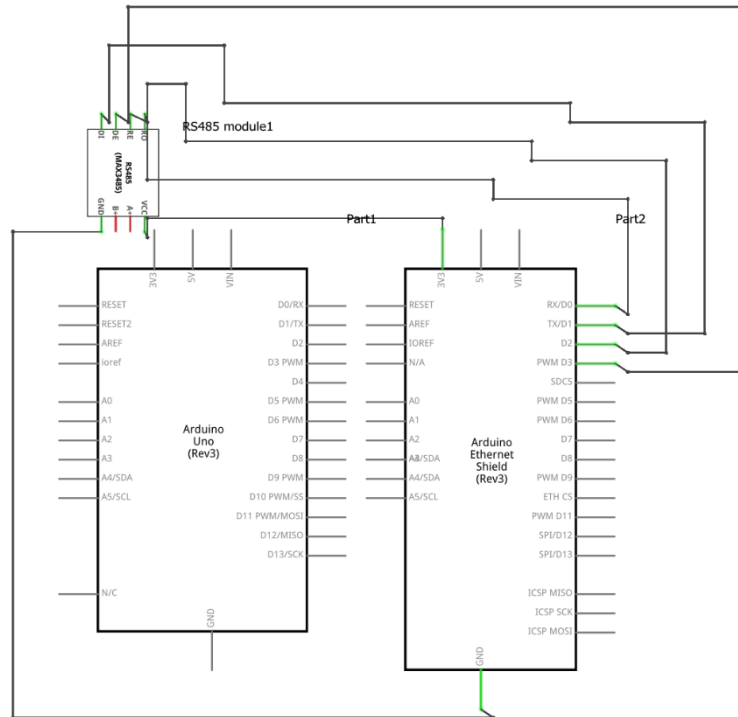 RS485 module1
DI
DE
RE
RO
RS485
(MAX3485)
GND
B-
A+
VCC
Part1
Part2
3V3
5V
VIN
RESET
RESET2
AREF
ioref
A0
A1
A2
A3
A4/SDA
A5/SCL
N/C
Arduino
Uno
(Rev3)
D0/RX
D1/TX
D2
D3 PWM
D4
D5 PWM
D6 PWM
D7
D8
D9 PWM
D10 PWM/SS
D11 PWM/MOSI
D12/MISO
D13/SCK
GND
3V3
5V
VIN
RESET
AREF
IOREF
N/A
A0
A1
A2
/SDA
A4/SDA
A5/SCL
Arduino
Ethernet
Shield
(Rev3)
RX/D0
TX/D1
D2
PWM D3
SDCS
PWM D5
PWM D6
D7
D8
PWM D9
ETH CS
PWM D11
SPI/D12
SPI/D13
ICSP MISO
ICSP SCK
ICSP MOSI
GND